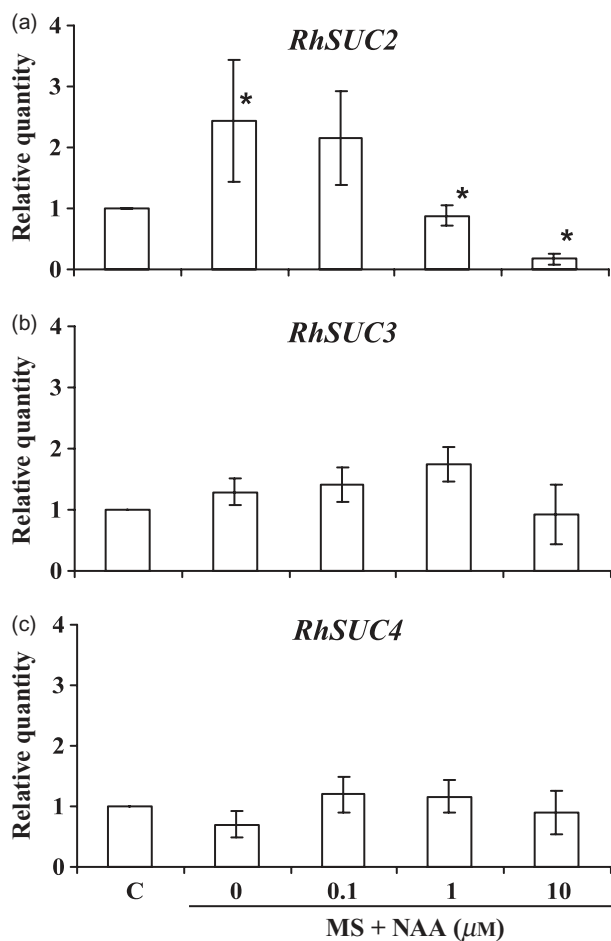 (a)
RhSUC2
Relative quantity
4
3
2
1
0
*
*
*
(b)
RhSUC3
Relative quantity
4
3
2
1
0
(c)
RhSUC4
Relative quantity
4
3
2
1
0
C 0 0.1 1 10
MS + NAA (μM)